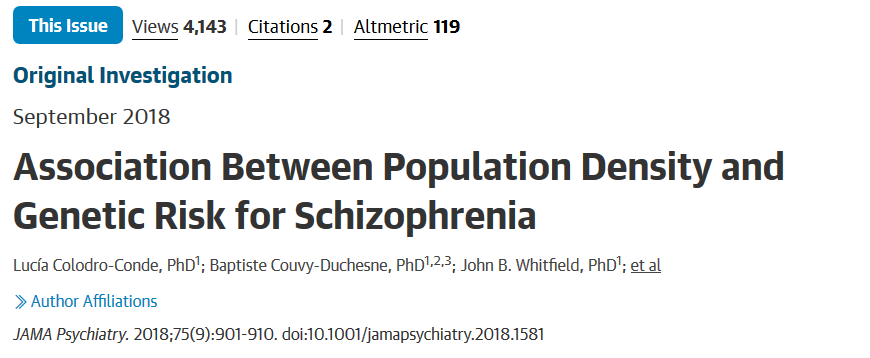 This Issue Views 4,143 | Citations 2 | Altmetric 119
Original Investigation
September 2018
Association Between Population Density and
Genetic Risk for Schizophrenia
Lucía Colodro-Conde, PhD1; Baptiste Couvy-Duchesne, PhD1,2,3; John B. Whitfield, PhD1; et al
Author Affiliations
JAMA Psychiatry. 2018;75(9):901-910. doi:10.1001/jamapsychiatry.2018.1581